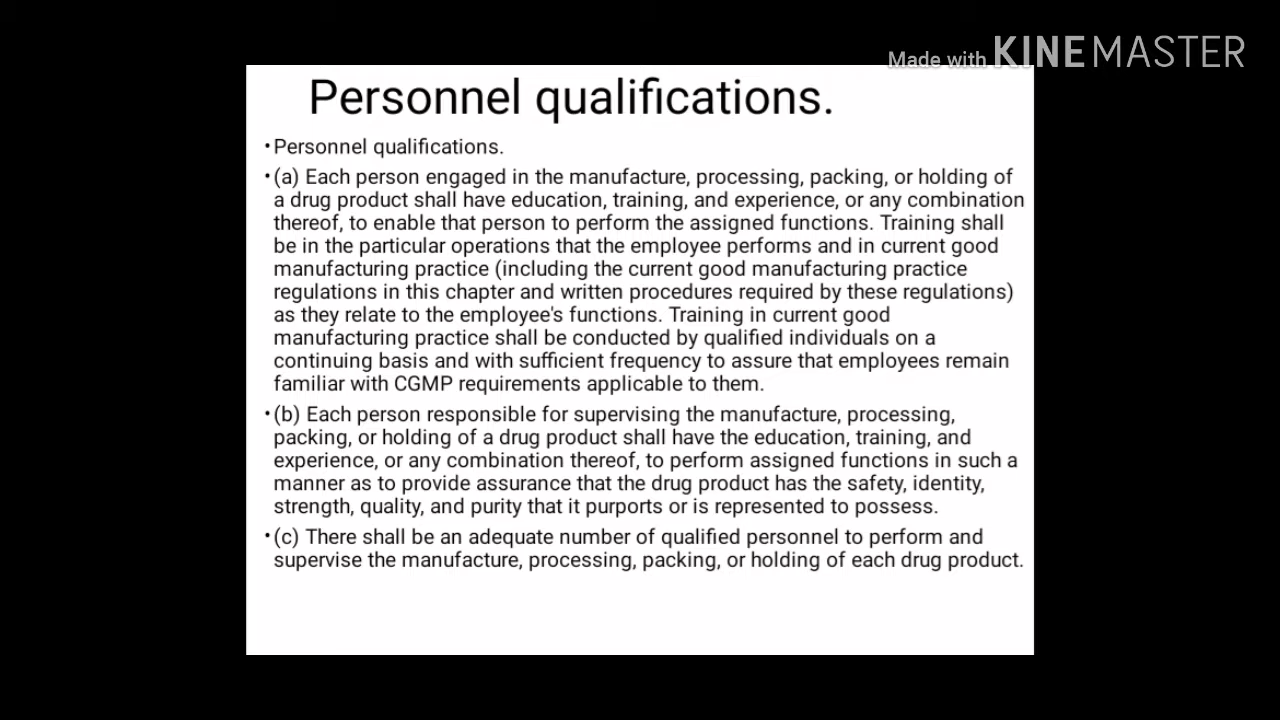 Made with KINEMASTER
Personnel qualifications.
•Personnel qualifications.
•(a) Each person engaged in the manufacture, processing, packing, or holding of
a drug product shall have education, training, and experience, or any combination
thereof, to enable that person to perform the assigned functions. Training shall
be in the particular operations that the employee performs and in current good
manufacturing practice (including the current good manufacturing practice
regulations in this chapter and written procedures required by these regulations)
as they relate to the employee's functions. Training in current good
manufacturing practice shall be conducted by qualified individuals on a
continuing basis and with sufficient frequency to assure that employees remain
familiar with CGMP requirements applicable to them.
•(b) Each person responsible for supervising the manufacture, processing,
packing, or holding of a drug product shall have the education, training, and
experience, or any combination thereof, to perform assigned functions in such a
manner as to provide assurance that the drug product has the safety, identity,
strength, quality, and purity that it purports or is represented to possess.
•(c) There shall be an adequate number of qualified personnel to perform and
supervise the manufacture, processing, packing, or holding of each drug product.